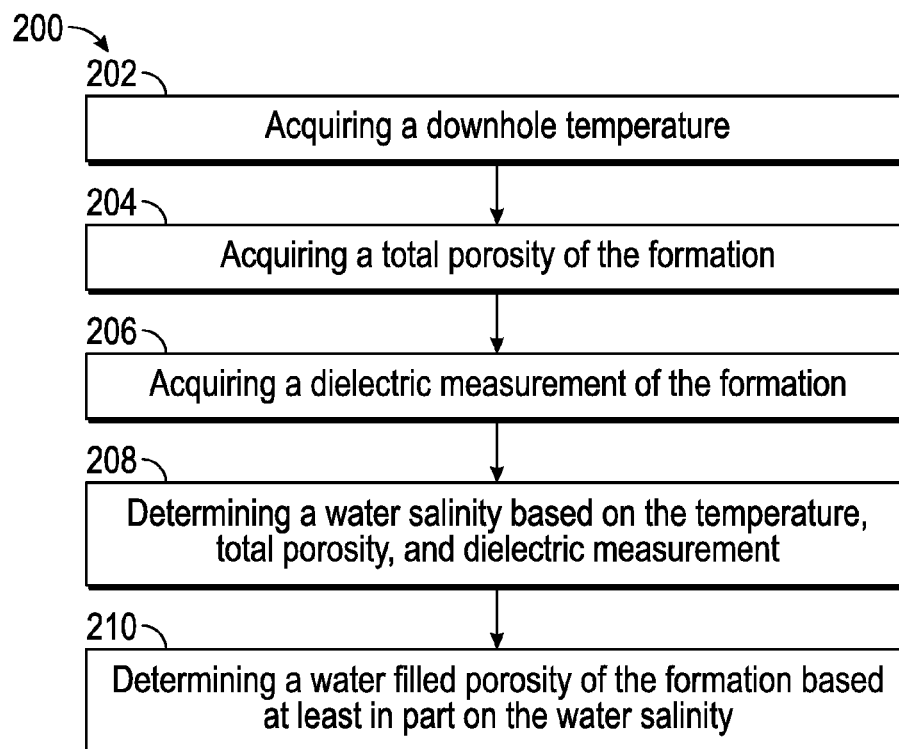 200
202
Acquiring a downhole temperature
204
Acquiring a total porosity of the formation
206
Acquiring a dielectric measurement of the formation
208
Determining a water salinity based on the temperature,
total porosity, and dielectric measurement
210
Determining a water filled porosity of the formation based
at least in part on the water salinity